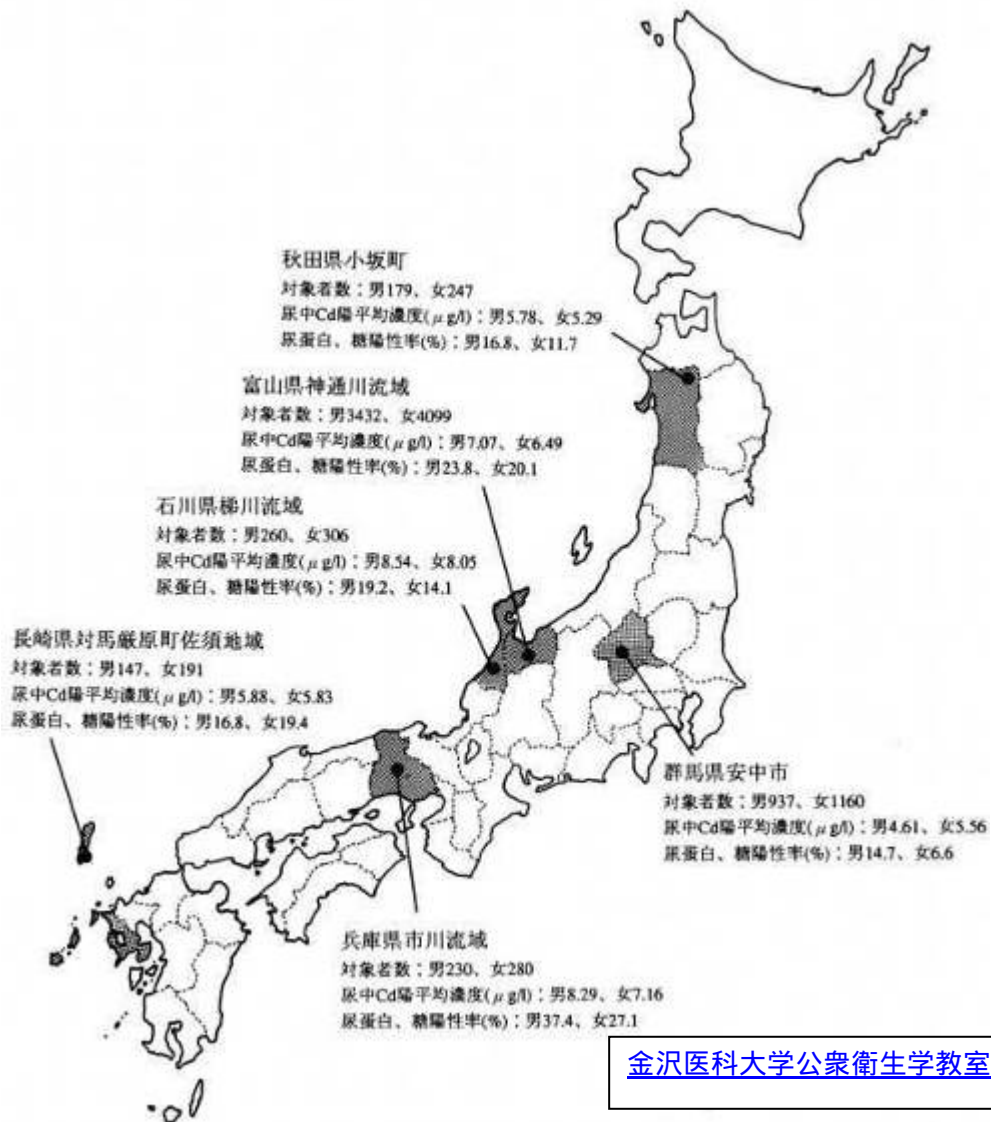 秋田県小坂町
対象者数：男179、女247
尿中Cd陽平均濃度(μg/l)：男5.78、女5.29
尿蛋白、糖陽性率(%)：男16.8、女11.7
富山県神通川流域
対象者数：男3432、女4099
尿中Cd陽平均濃度(μg/l)：男7.07、女6.49
尿蛋白、糖陽性率(%)：男23.8、女20.1
石川県梯川流域
対象者数：男260、女306
尿中Cd陽平均濃度(μg/l)：男8.54、女8.05
尿蛋白、糖陽性率(%)：男19.2、女14.1
長崎県対馬厳原町佐須地域
対象者数：男147、女191
尿中Cd陽平均濃度(μg/l)：男5.88、女5.83
尿蛋白、糖陽性率(%)：男16.8、女19.4
群馬県安中市
対象者数：男937、女1160
尿中Cd陽平均濃度(μg/l)：男4.61、女5.56
尿蛋白、糖陽性率(%)：男14.7、女6.6
兵庫県市川流域
対象者数：男230、女280
尿中Cd陽平均濃度(μg/l)：男8.29、女7.16
尿蛋白、糖陽性率(%)：男37.4、女27.1
金沢医科大学公衆衛生学教室